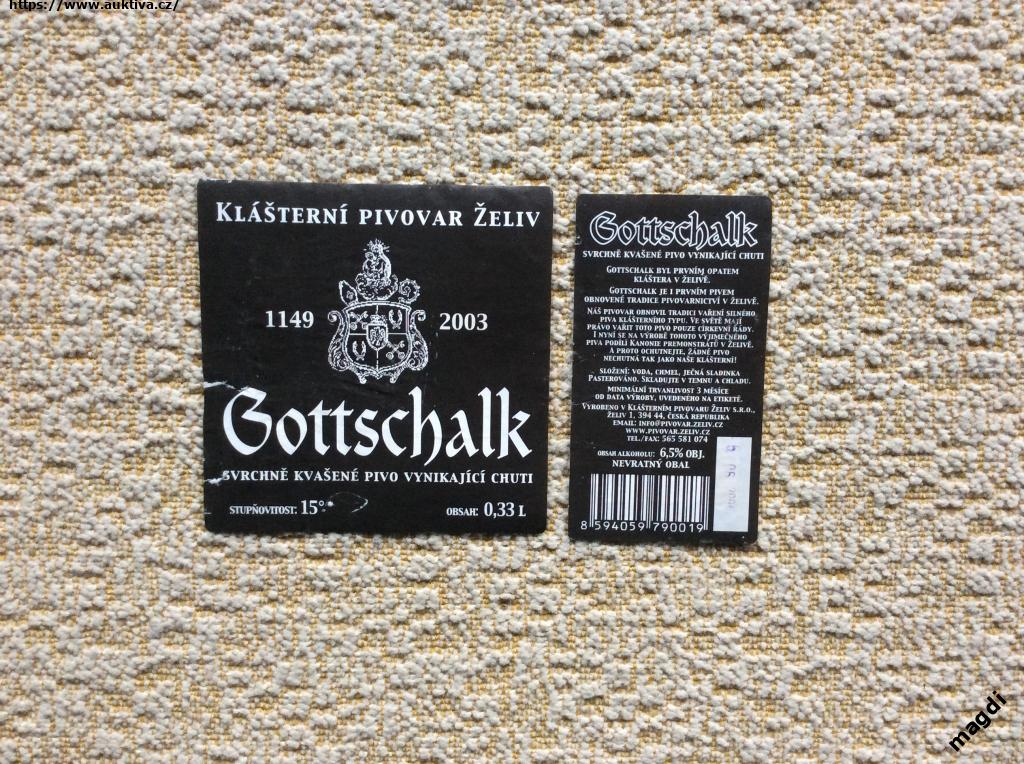 https://www.auktiva.cz/
KLÁŠTERNÍ PIVOVAR ŽELIV
1149 2003
Gottschalk
SVRCHNĚ KVAŠENÉ PIVO VYNIKAJÍCÍ CHUTI
STUPŇOVITOST: 15°
OBSAH: 0,33 L
Gottschalk
SVRCHNĚ KVAŠENÉ PIVO VYNIKAJÍCÍ CHUTI
GOTTSCHALK BYL PRVNÍM OPATEM
KLÁŠTERA V ŽELIVĚ.
GOTTSCHALK JE I PRVNÍM PIVEM
OBNOVENÉ TRADICE PIVOVARNICTVÍ V ŽELIVĚ.
NÁŠ PIVOVAR OBNOVIL TRADICI VAŘENÍ SILNÉHO
PIVA KLÁŠTERNÍHO TYPU. VE SVĚTĚ MAJÍ
PRÁVO VAŘIT TOTO PIVO POUZE CÍRKEVNÍ ŘÁDY.
I NYNÍ SE NA VÝROBĚ TOHOTO VÝJIMEČNÉHO
PIVA PODÍLÍ KANONIE PREMONSTRÁTŮ V ŽELIVĚ.
A PROTO OCHUTNEJTE, ŽÁDNÉ PIVO
NECHUTNÁ TAK JAKO NAŠE KLÁŠTERNÍ!
SLOŽENÍ: VODA, CHMEL, JEČNÁ SLADINKA
PASTEROVÁNO. SKLADUJTE V TEMNU A CHLADU.
MINIMÁLNÍ TRVANLIVOST 3 MĚSÍCE
OD DATA VÝROBY, UVEDENÉHO NA ETIKETĚ.
VYROBENO V KLÁŠTERNÍM PIVOVARU ŽELIV S.R.O.,
ŽELIV 1, 394 44, ČESKÁ REPUBLIKA
EMAIL: INFO@PIVOVAR.ZELIV.CZ
WWW.PIVOVAR.ZELIV.CZ
TEL./FAX: 565 581 074
OBSAH ALKOHOLU: 6,5% OBJ.
NEVRATNÝ OBAL
8 594059 790019
magdi